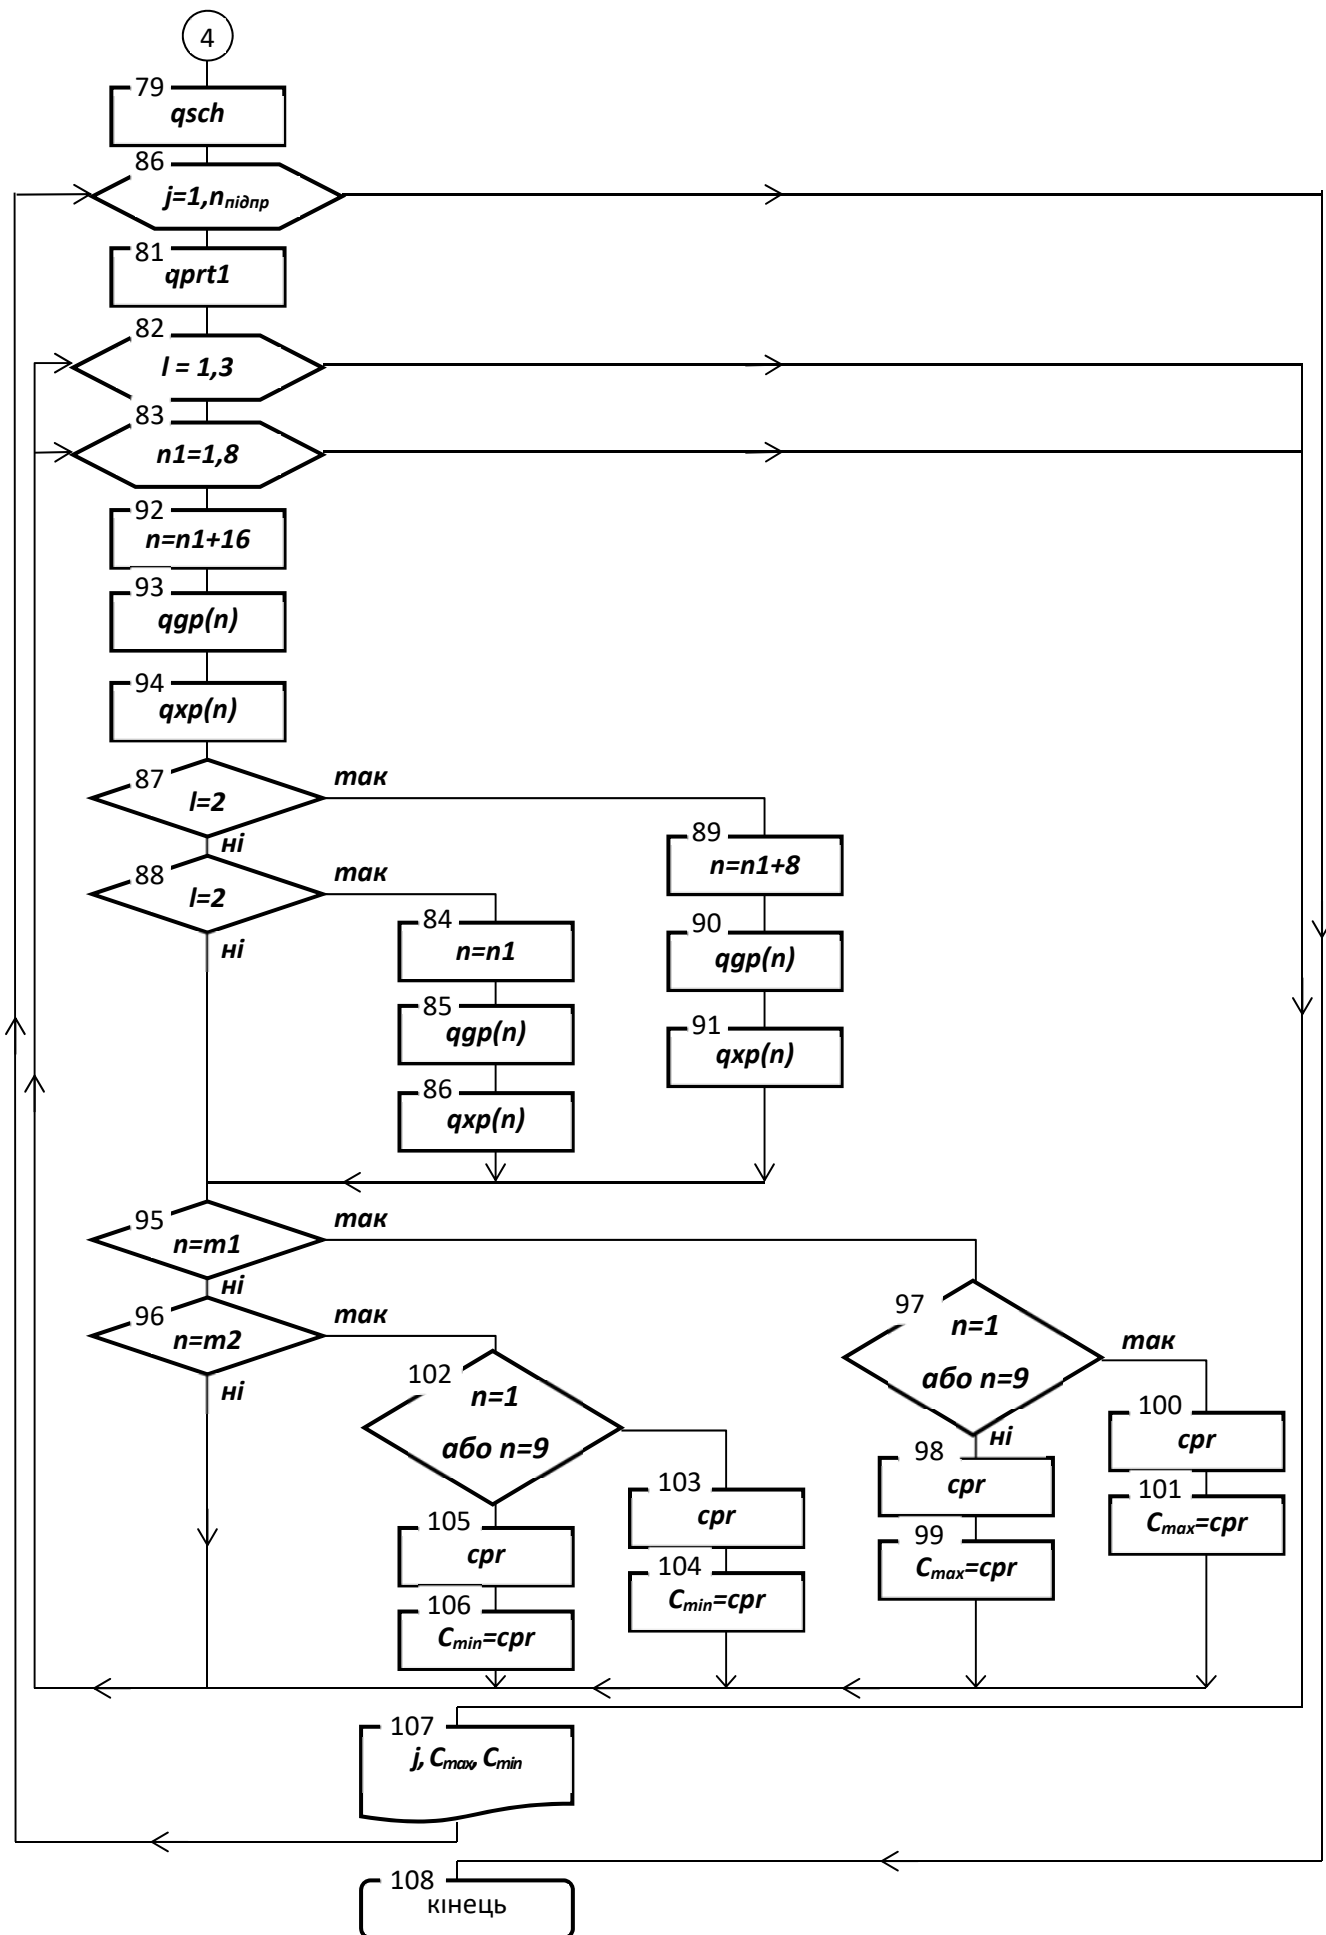 4
79
qsch
86
j=1,nпідпр
81
qprt1
82
l = 1,3
83
n1=1,8
92
n=n1+16
93
qgp(n)
94
qxp(n)
87
l=2
так
ні
88
l=2
так
ні
89
n=n1+8
90
qgp(n)
91
qxp(n)
84
n=n1
85
qgp(n)
86
qxp(n)
95
n=m1
так
ні
96
n=m2
так
ні
97
n=1
або n=9
так
ні
102
n=1
або n=9
100
cpr
101
Cmax=cpr
98
cpr
99
Cmax=cpr
103
cpr
104
Cmin=cpr
105
cpr
106
Cmin=cpr
107
j, Cmax, Cmin
108
кінець